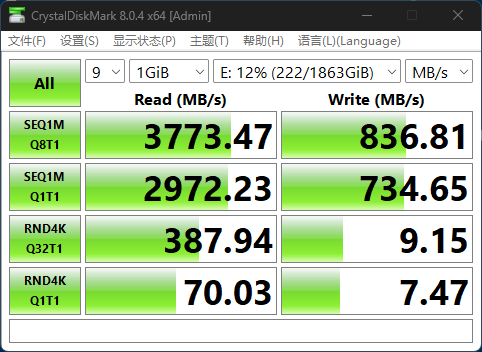 CrystalDiskMark 8.0.4 x64 [Admin]
文件(F) 设置(S) 显示状态(P) 主题(T) 帮助(H) 语言(L)(Language)
All 9 1GiB E: 12% (222/1863GiB) MB/s
Read (MB/s) Write (MB/s)
SEQ1M
Q8T1 3773.47 836.81
SEQ1M
Q1T1 2972.23 734.65
RND4K
Q32T1 387.94 9.15
RND4K
Q1T1 70.03 7.47